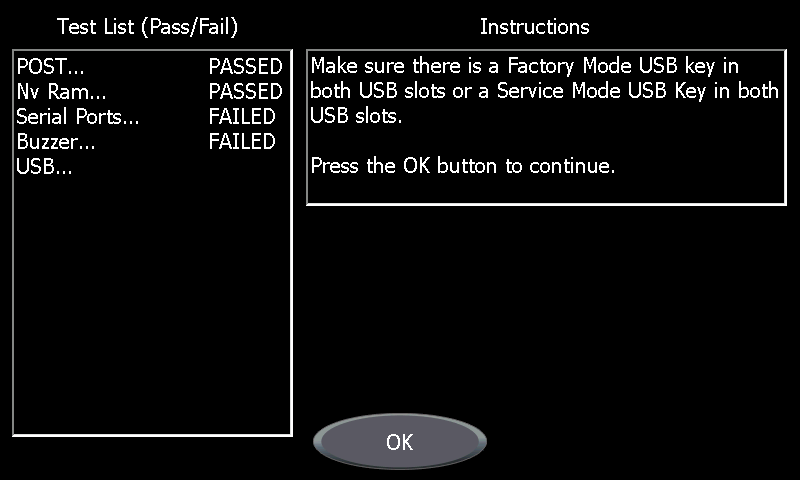 Test List (Pass/Fail)
POST... PASSED
Nv Ram... PASSED
Serial Ports... FAILED
Buzzer... FAILED
USB...
Instructions
Make sure there is a Factory Mode USB key in
both USB slots or a Service Mode USB Key in both
USB slots.
Press the OK button to continue.
OK